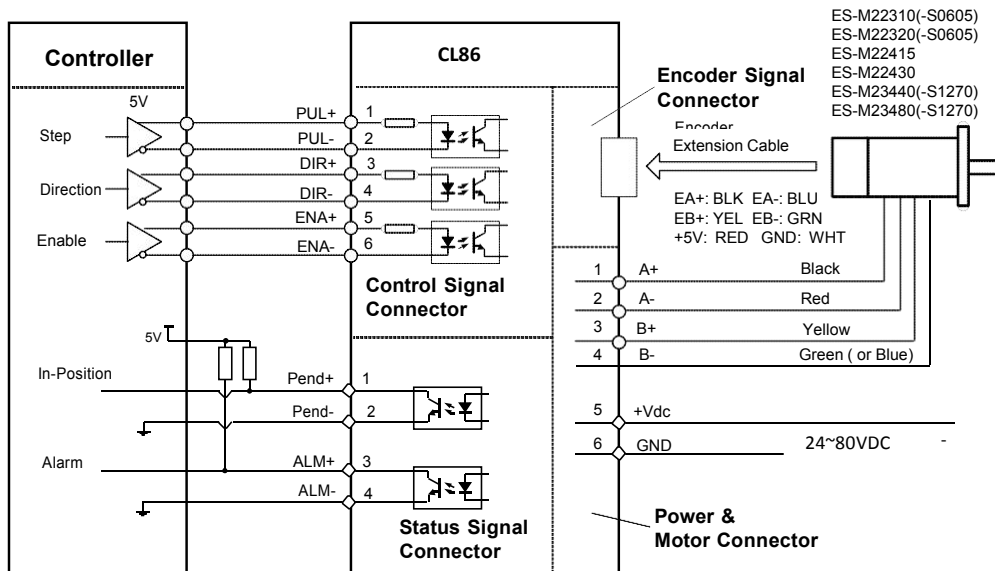 Controller
5V
Step
Direction
Enable
PUL+
PUL-
DIR+
DIR-
ENA+
ENA-
1
2
3
4
5
6
CL86
Control Signal
Connector
5V
In-Position
Alarm
Pend+
Pend-
ALM+
ALM-
1
2
3
4
Status Signal
Connector
Encoder Signal
Connector
Encoder
Extension Cable
EA+: BLK EA-: BLU
EB+: YEL EB-: GRN
+5V: RED GND: WHT
ES-M22310(-S0605)
ES-M22320(-S0605)
ES-M22415
ES-M22430
ES-M23440(-S1270)
ES-M23480(-S1270)
1 A+ Black
2 A- Red
3 B+ Yellow
4 B- Green ( or Blue)
5 +Vdc
6 GND
24~80VDC -
Power &
Motor Connector